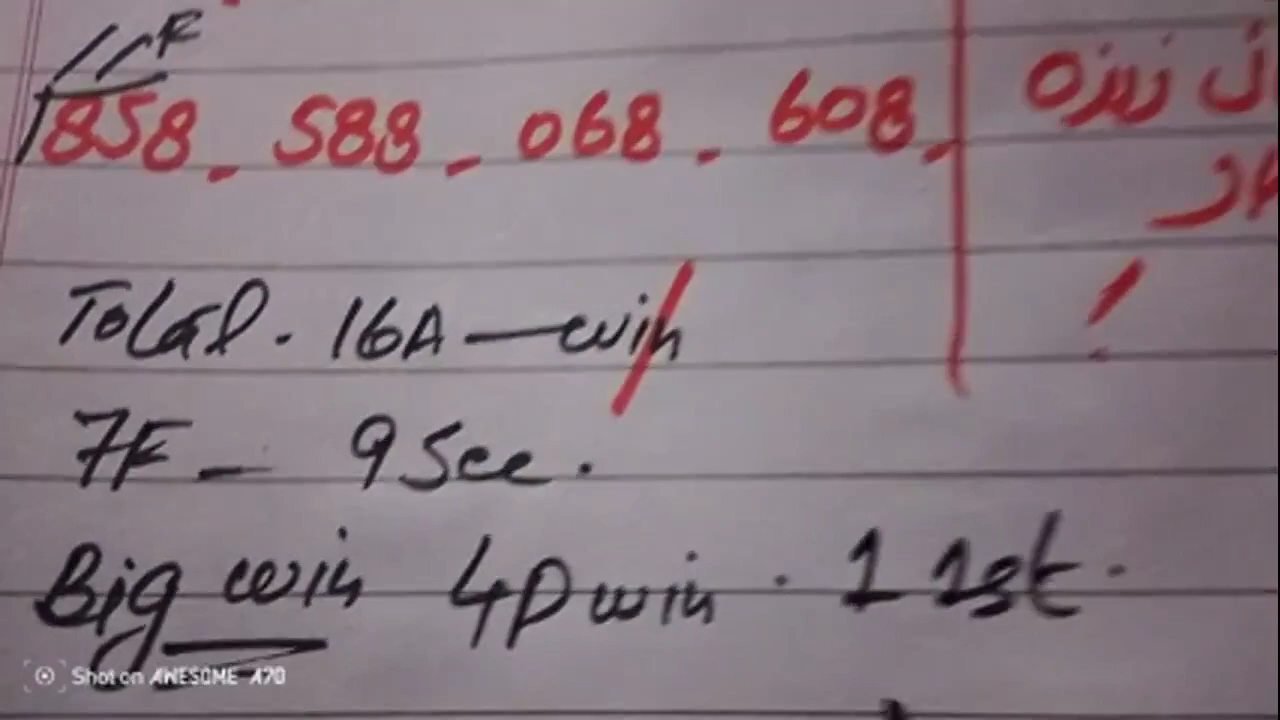 F
858 - 588 - 068 - 608 -
Total . 16A — win
7F - 9 See .
Big win 4p win . 1 1st .
Shot on AWESOME A70